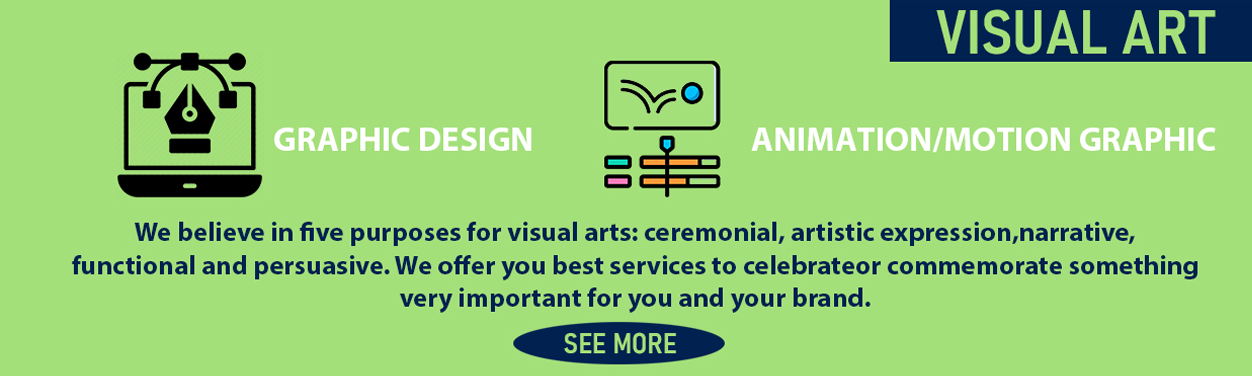 VISUAL ART
GRAPHIC DESIGN
ANIMATION/MOTION GRAPHIC
We believe in five purposes for visual arts: ceremonial, artistic expression,narrative,
functional and persuasive. We offer you best services to celebrateor commemorate something
very important for you and your brand.
SEE MORE